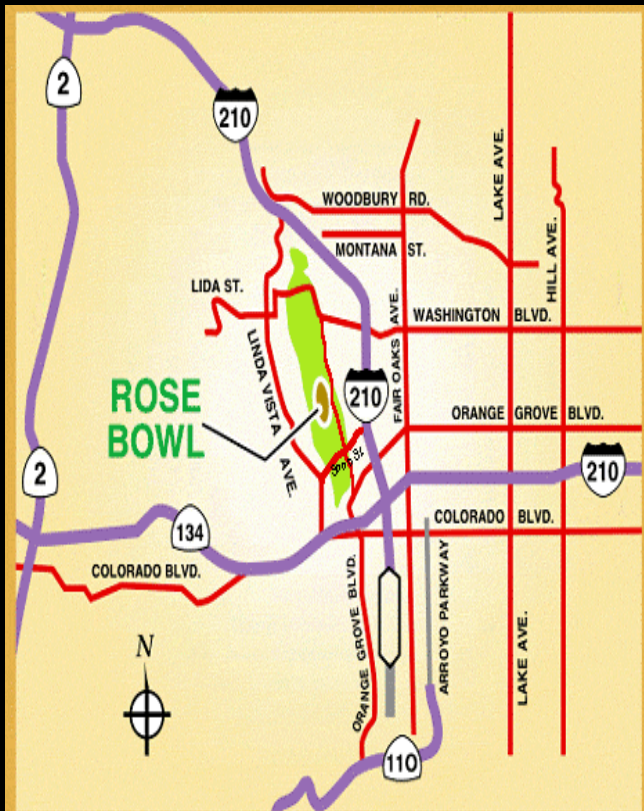 2
210
WOODBURY RD.
MONTANA ST.
LAKE AVE.
HILL AVE.
LIDA ST.
WASHINGTON BLVD.
LINDA VISTA AVE.
FAIR OAKS AVE.
210
ROSE
BOWL
ORANGE GROVE BLVD.
210
2
134
COLORADO BLVD.
COLORADO BLVD.
ORANGE GROVE BLVD.
ARROYO PARKWAY
LAKE AVE.
N
110